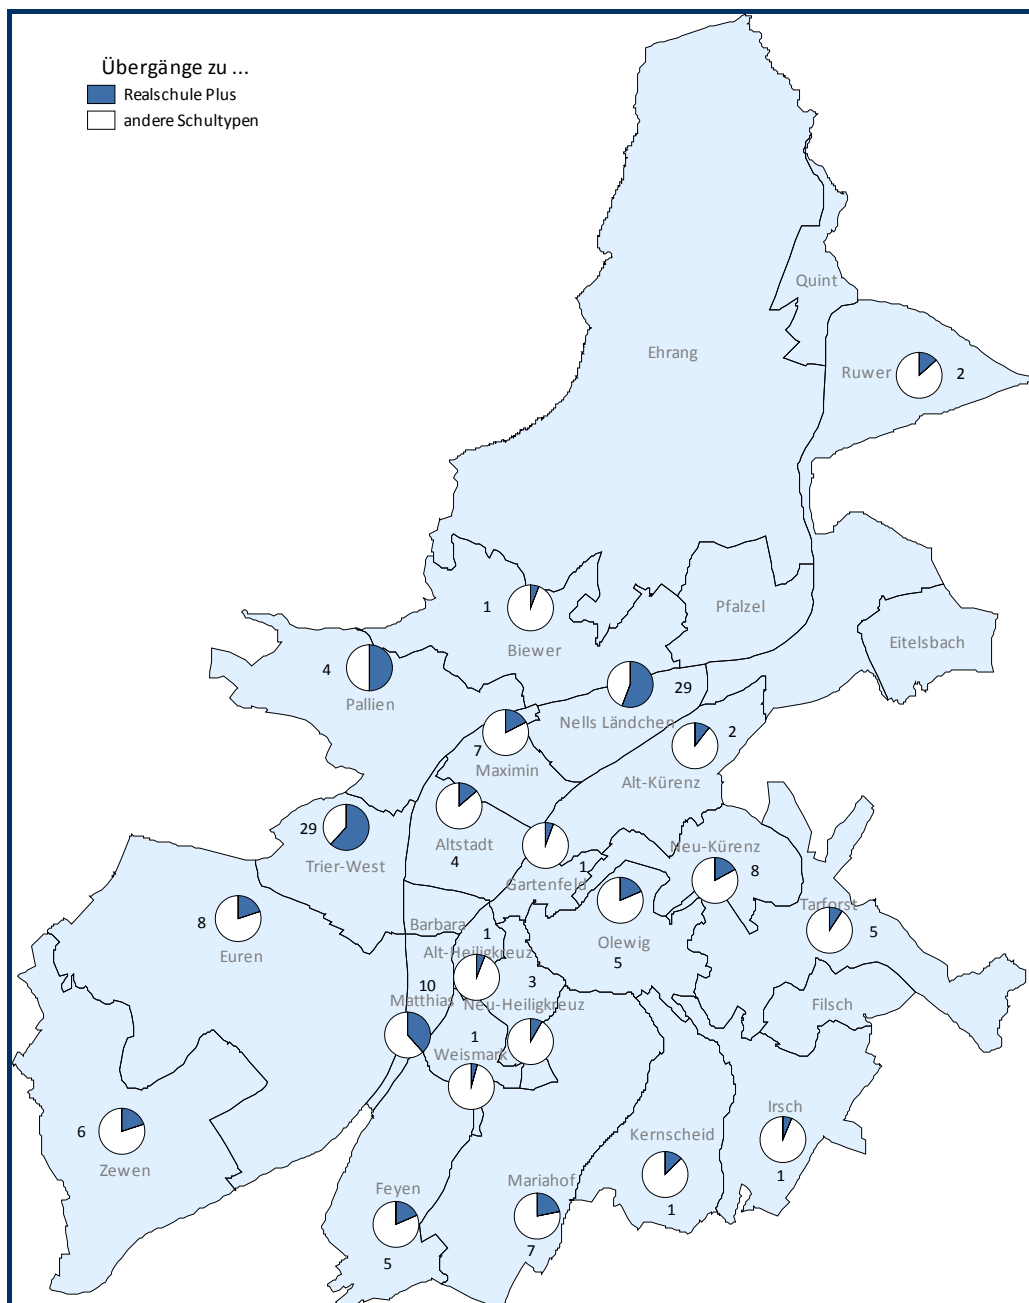 Übergänge zu ...
Realschule Plus
andere Schultypen
Quint
Ehrang
Ruwer
2
1
Biewer
Pfalzel
Eitelsbach
4
Pallien
29
Nells Ländchen
2
Alt-Kürenz
7
Maximin
29
Trier-West
Altstadt
4
1
Gartenfeld
Neu-Kürenz
8
8
Euren
Barbara
1
Alt-Heiligkreuz
Olewig
5
Tarforst
5
10
Matthias
3
Neu-Heiligkreuz
Filsch
1
Weismark
6
Zewen
Feyen
5
Mariahof
7
Kernscheid
1
Irsch
1